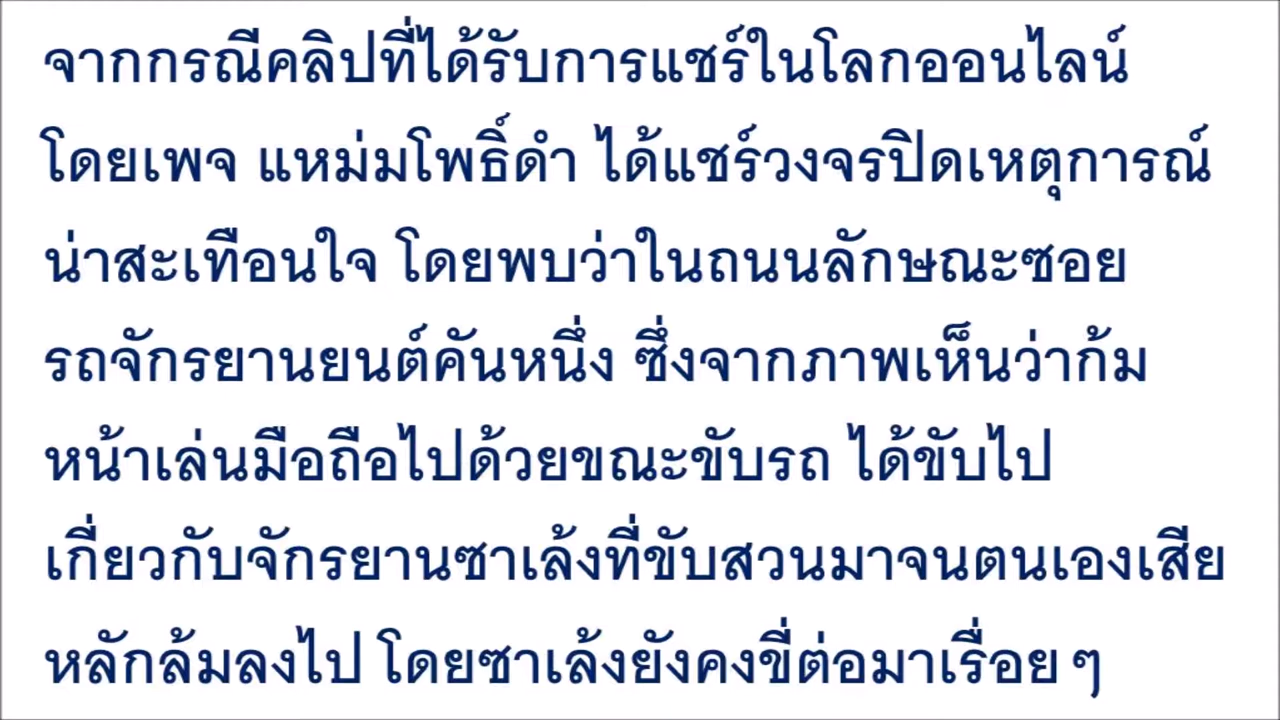 จากกรณีคลิปที่ได้รับการแชร์ในโลกออนไลน์
โดยเพจ แหม่มโพธิ์ดำ ได้แชร์วงจรปิดเหตุการณ์
น่าสะเทือนใจ โดยพบว่าในถนนลักษณะซอย
รถจักรยานยนต์คันหนึ่ง ซึ่งจากภาพเห็นว่าก้ม
หน้าเล่นมือถือไปด้วยขณะขับรถ ได้ขับไป
เกี่ยวกับจักรยานซาเล้งที่ขับสวนมาจนตนเองเสีย
หลักล้มลงไป โดยซาเล้งยังคงขี่ต่อมาเรื่อย ๆ